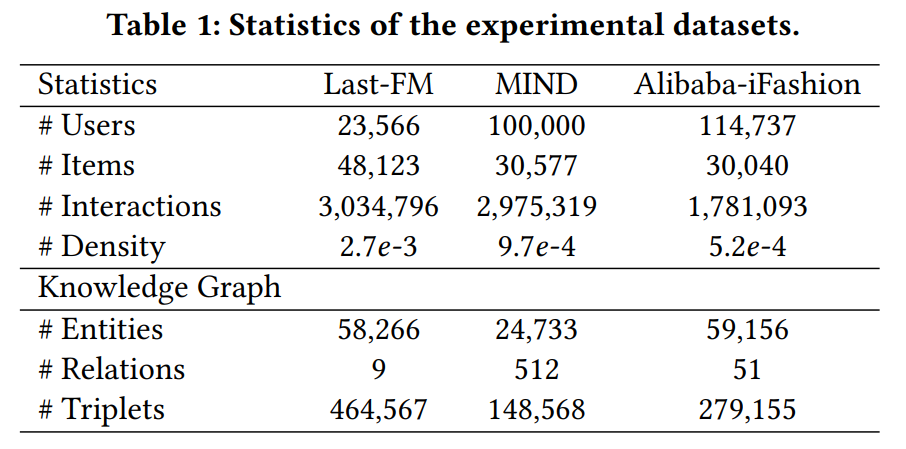 Table 1: Statistics of the experimental datasets.
Statistics Last-FM MIND Alibaba-iFashion
# Users 23,566 100,000 114,737
# Items 48,123 30,577 30,040
# Interactions 3,034,796 2,975,319 1,781,093
# Density 2.7e-3 9.7e-4 5.2e-4
Knowledge Graph
# Entities 58,266 24,733 59,156
# Relations 9 512 51
# Triplets 464,567 148,568 279,155